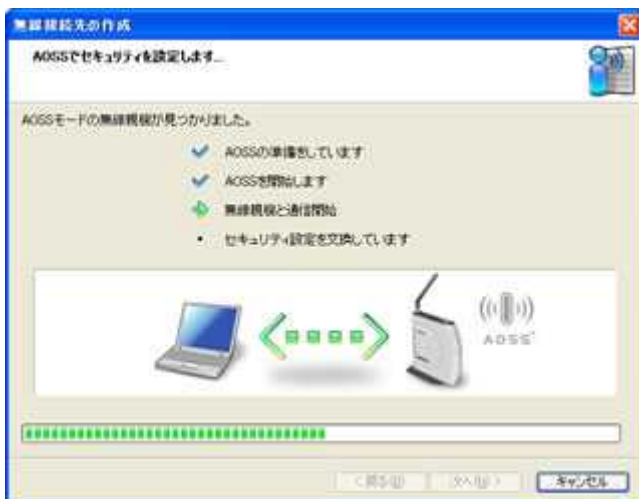 無線接続先の作成
AOSSでセキュリティを設定します...
AOSSモードの無線親機が見つかりました。
AOSSの準備をしています
AOSSを開始します
無線親機と通信開始
セキュリティ設定を交換しています
AOSS
< 戻る(B)
次へ(N) >
キャンセル